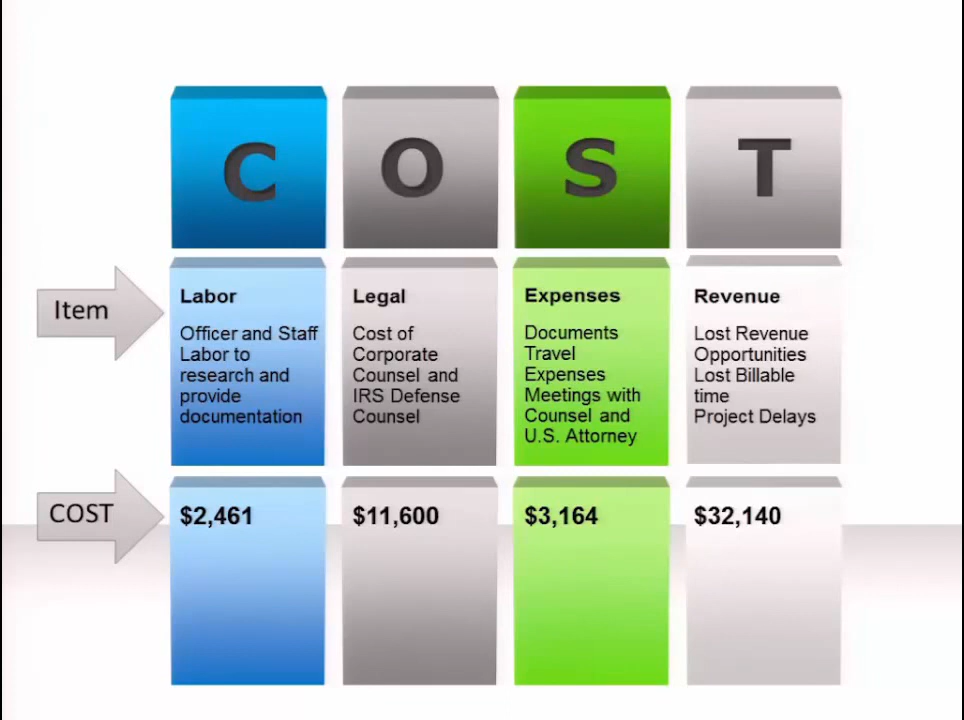 C O S T
Item
Labor
Officer and Staff
Labor to
research and
provide
documentation
Legal
Cost of
Corporate
Counsel and
IRS Defense
Counsel
Expenses
Documents
Travel
Expenses
Meetings with
Counsel and
U.S. Attorney
Revenue
Lost Revenue
Opportunities
Lost Billable
time
Project Delays
COST
$2,461
$11,600
$3,164
$32,140